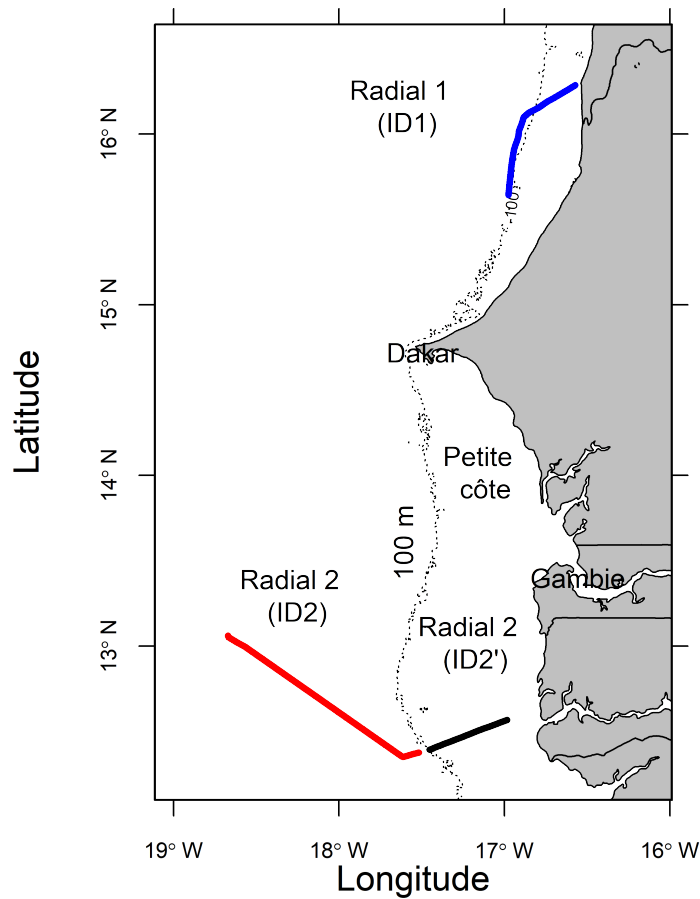 Radial 1
(ID1)
16° N
100
15° N
Dakar
Latitude
Petite
côte
14° N
100 m
Gambie
Radial 2
(ID2)
Radial 2
(ID2')
13° N
19° W
18° W
17° W
16° W
Longitude